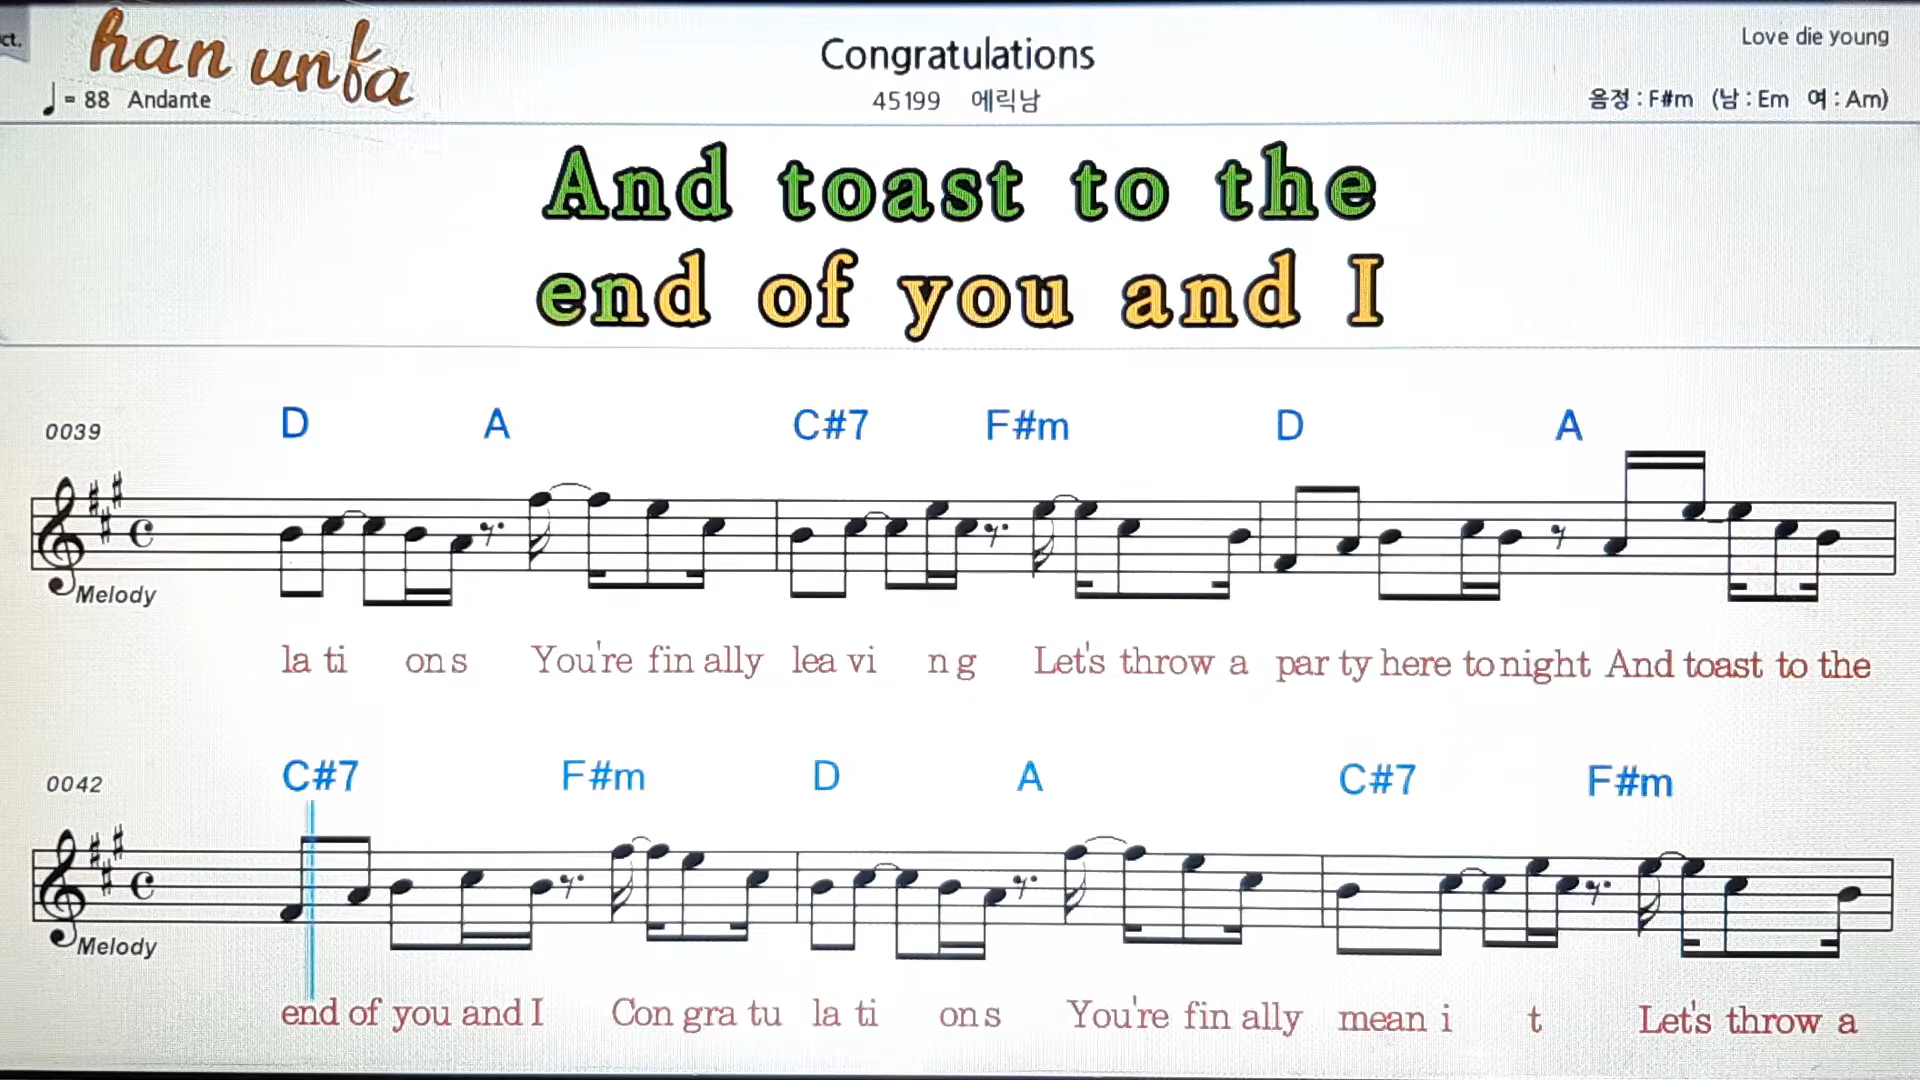 ct.
han unfa
Congratulations
Love die young
= 88 Andante
45199 에릭남
음정 : F#m (남 : Em 여 : Am)
And toast to the
end of you and I
0039 D A C#7 F#m D A
Melody
la ti on s You're fin ally lea vi n g Let's throw a par ty here to night And toast to the
0042 C#7 F#m D A C#7 F#m
Melody
end of you and I Con gra tu la ti on s You're fin ally mean i t Let's throw a